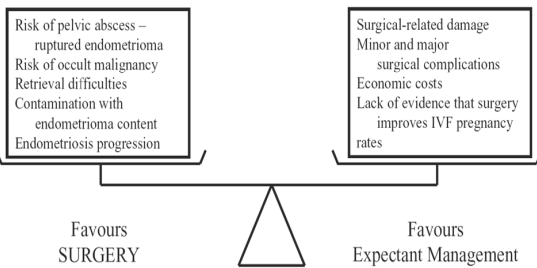 Risk of pelvic abscess –
ruptured endometrioma
Risk of occult malignancy
Retrieval difficulties
Contamination with
endometrioma content
Endometriosis progression
Surgical-related damage
Minor and major
surgical complications
Economic costs
Lack of evidence that surgery
improves IVF pregnancy
rates
Favours
SURGERY
Favours
Expectant Management